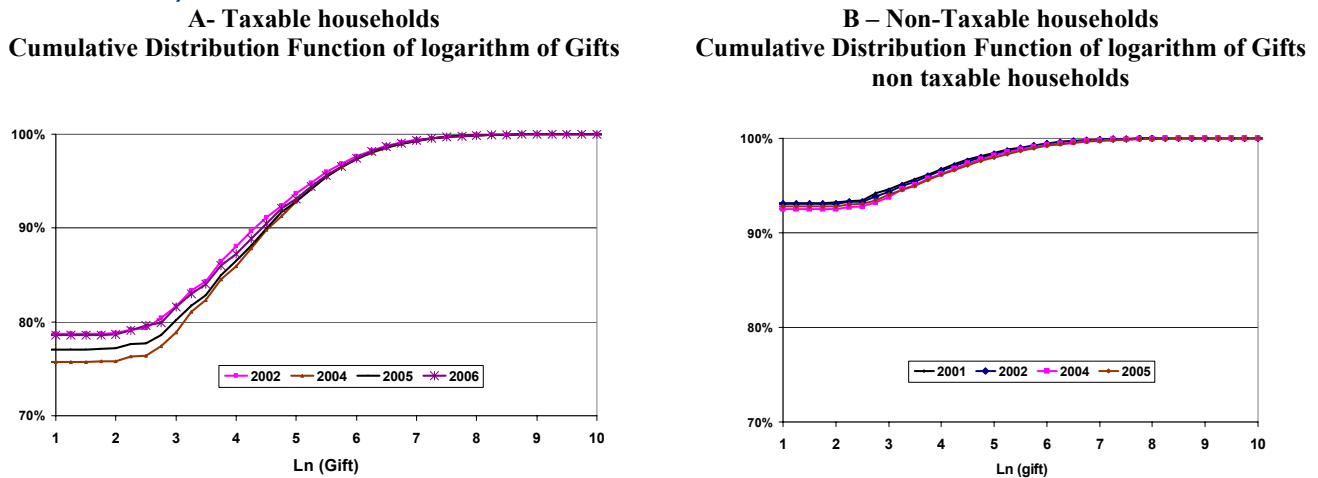 A- Taxable households
Cumulative Distribution Function of logarithm of Gifts
100%
90%
80%
70%
2002 2004 2005 2006
1 2 3 4 5 6 7 8 9 10
Ln (Gift)
B – Non-Taxable households
Cumulative Distribution Function of logarithm of Gifts
non taxable households
100%
90%
80%
70%
2001 2002 2004 2005
1 2 3 4 5 6 7 8 9 10
Ln (gift)